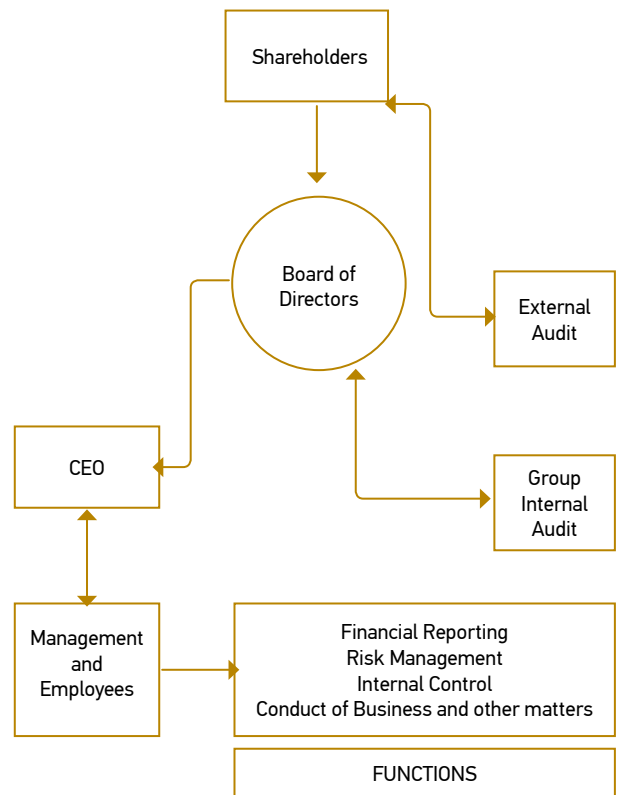 Shareholders
Board of
Directors
External
Audit
CEO
Group
Internal
Audit
Management
and
Employees
Financial Reporting
Risk Management
Internal Control
Conduct of Business and other matters
FUNCTIONS